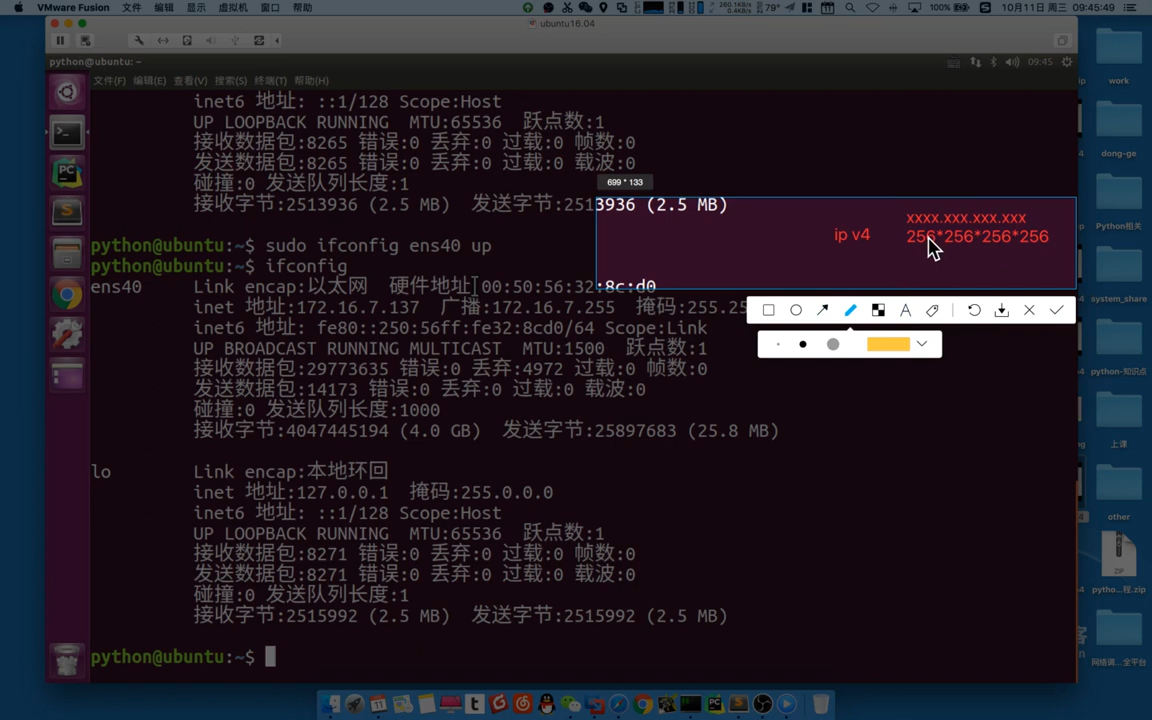 VMware Fusion 文件 编辑 显示 虚拟机 窗口 帮助
260.1KB/s
0.4KB/s
79° 100% 10月11日 周三 09:45:49
ubuntu16.04
python@ubuntu: ~
09:45
文件(F) 编辑(E) 查看(V) 搜索(S) 终端(T) 帮助(H)
inet6 地址: ::1/128 Scope:Host
UP LOOPBACK RUNNING MTU:65536 跃点数:1
接收数据包:8265 错误:0 丢弃:0 过载:0 帧数:0
发送数据包:8265 错误:0 丢弃:0 过载:0 载波:0
碰撞:0 发送队列长度:1
接收字节:2513936 (2.5 MB) 发送字节:2513936 (2.5 MB)
699 * 133
xxxx.xxx.xxx.xxx
ip v4 256*256*256*256
python@ubuntu:~$ sudo ifconfig ens40 up
python@ubuntu:~$ ifconfig
ens40 Link encap:以太网 硬件地址 00:50:56:32:8c:d0
inet 地址:172.16.7.137 广播:172.16.7.255 掩码:255.25
inet6 地址: fe80::250:56ff:fe32:8cd0/64 Scope:Link
UP BROADCAST RUNNING MULTICAST MTU:1500 跃点数:1
接收数据包:29773635 错误:0 丢弃:4972 过载:0 帧数:0
发送数据包:14173 错误:0 丢弃:0 过载:0 载波:0
碰撞:0 发送队列长度:1000
接收字节:4047445194 (4.0 GB) 发送字节:25897683 (25.8 MB)
lo Link encap:本地环回
inet 地址:127.0.0.1 掩码:255.0.0.0
inet6 地址: ::1/128 Scope:Host
UP LOOPBACK RUNNING MTU:65536 跃点数:1
接收数据包:8271 错误:0 丢弃:0 过载:0 帧数:0
发送数据包:8271 错误:0 丢弃:0 过载:0 载波:0
碰撞:0 发送队列长度:1
接收字节:2515992 (2.5 MB) 发送字节:2515992 (2.5 MB)
python@ubuntu:~$
work
dong-ge
Python相关
system_share
python-知识点
上课
other
ZIP
pytho...程.zip
网络调...全平台